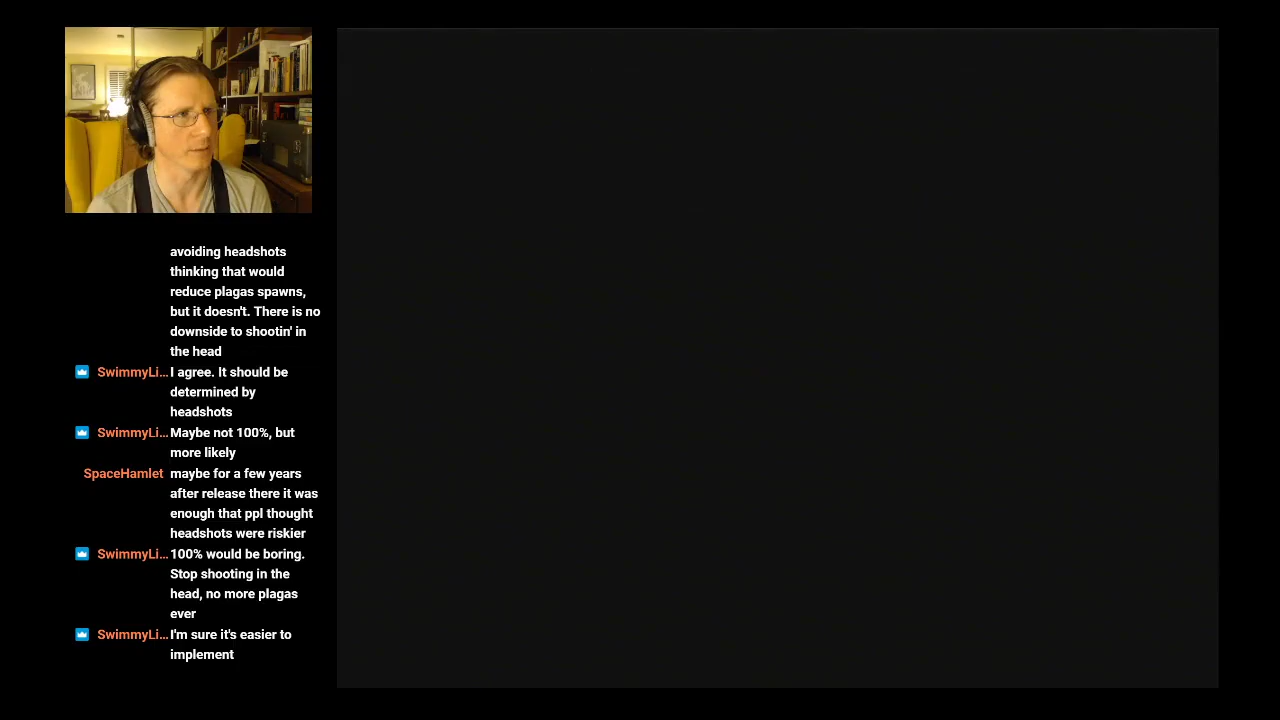 avoiding headshots
thinking that would
reduce plagas spawns,
but it doesn't. There is no
downside to shootin' in
the head
SwimmyLi... I agree. It should be
determined by
headshots
SwimmyLi... Maybe not 100%, but
more likely
SpaceHamlet maybe for a few years
after release there it was
enough that ppl thought
headshots were riskier
SwimmyLi... 100% would be boring.
Stop shooting in the
head, no more plagas
ever
SwimmyLi... I'm sure it's easier to
implement